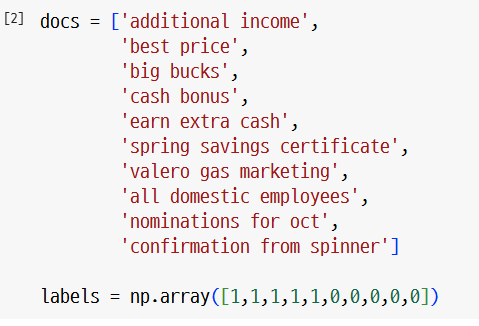 [2] docs = ['additional income',
'best price',
'big bucks',
'cash bonus',
'earn extra cash',
'spring savings certificate',
'valero gas marketing',
'all domestic employees',
'nominations for oct',
'confirmation from spinner']
labels = np.array([1,1,1,1,1,0,0,0,0,0])